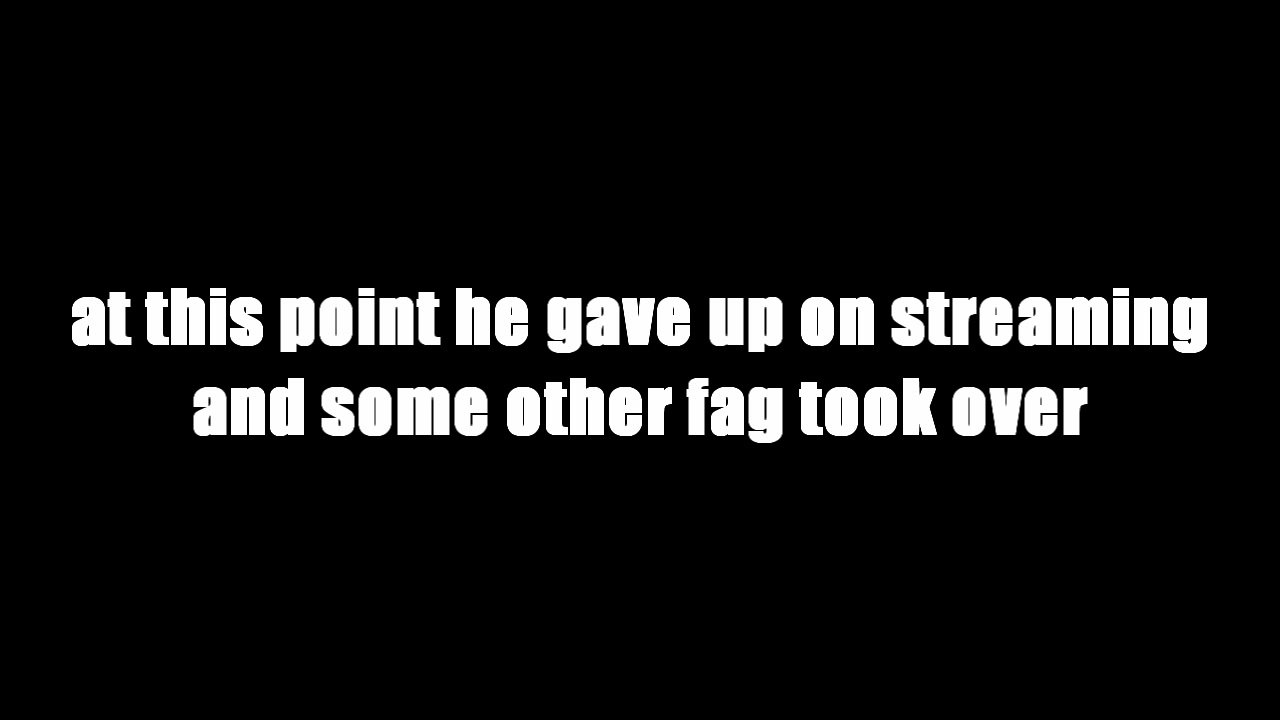 at this point he gave up on streaming
and some other fag took over